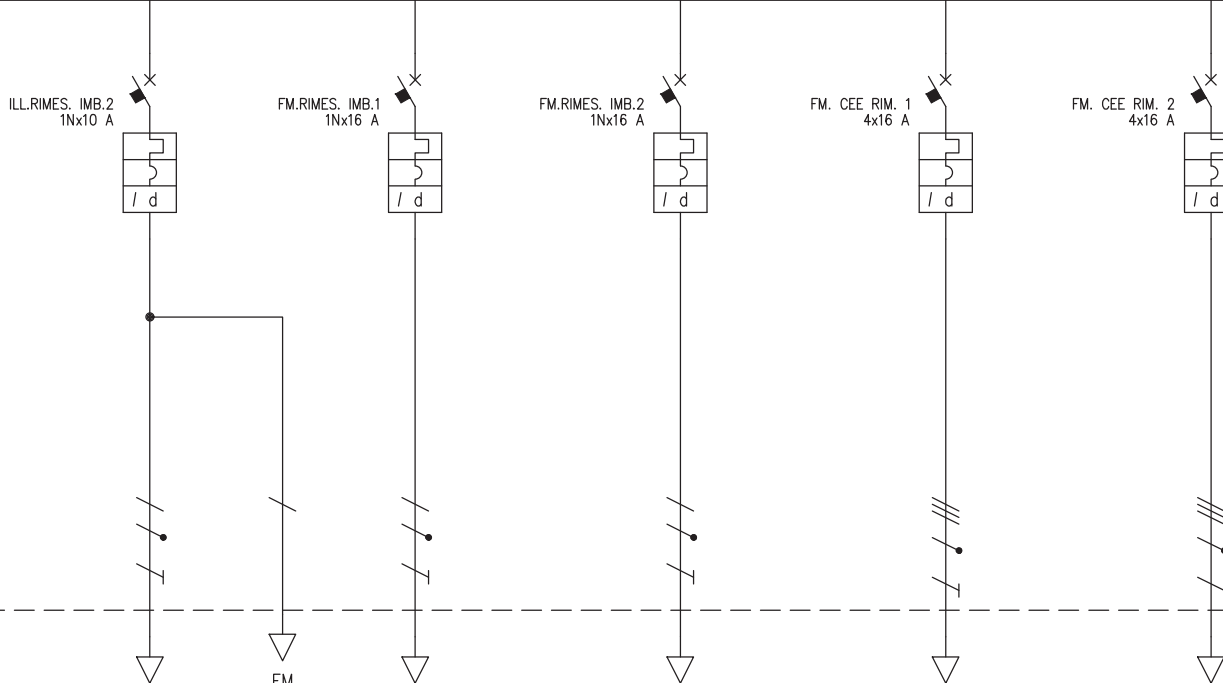 ILL.RIMES. IMB.2
1Nx10 A
FM.RIMES. IMB.1
1Nx16 A
FM.RIMES. IMB.2
1Nx16 A
FM. CEE RIM. 1
4x16 A
FM. CEE RIM. 2
4x16 A
I d
I d
I d
I d
I d